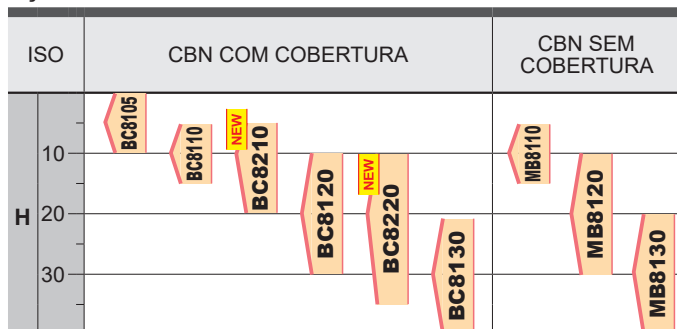 ISO
CBN COM COBERTURA
CBN SEM
COBERTURA
H
10
20
30
BC8105
BC8110
NEW
BC8210
BC8120
NEW
BC8220
BC8130
MB8110
MB8120
MB8130